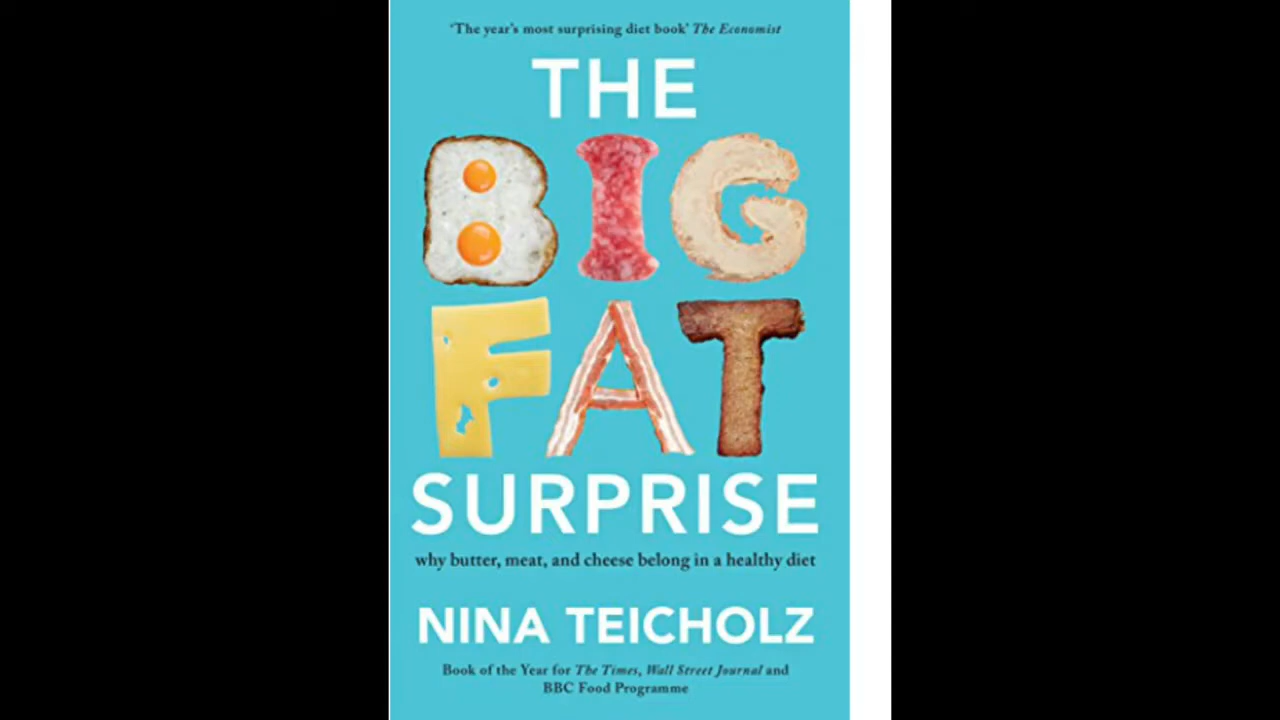 ‘The year’s most surprising diet book’ The Economist
THE
BIG
FAT
SURPRISE
why butter, meat, and cheese belong in a healthy diet
NINA TEICHOLZ
Book of the Year for The Times, Wall Street Journal and
BBC Food Programme